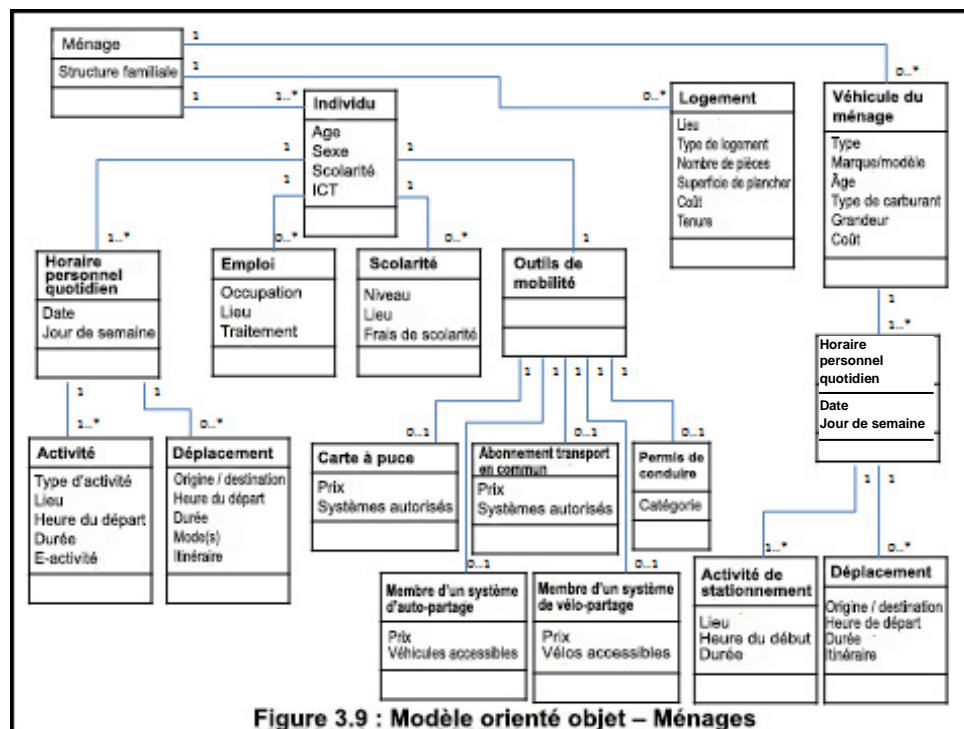 Ménage
Structure familiale
1
1
1
1..*
0..*
0..*
Individu
Age
Sexe
Scolarité
ICT
Logement
Lieu
Type de logement
Nombre de pièces
Superficie de plancher
Coût
Tenure
Véhicule du
ménage
Type
Marque/modèle
Âge
Type de carburant
Grandeur
Coût
1
1
1
1
1..*
0..*
0..*
1
Horaire
personnel
quotidien
Date
Jour de semaine
Emploi
Occupation
Lieu
Traitement
Scolarité
Niveau
Lieu
Frais de scolarité
Outils de
mobilité
1
1..*
Horaire
personnel
quotidien
Date
Jour de semaine
1
1
1..*
0..*
1
1
1
1
1
0..1
0..1
0..1
Activité
Type d'activité
Lieu
Heure du départ
Durée
E-activité
Déplacement
Origine / destination
Heure du départ
Durée
Mode(s)
Itinéraire
Carte à puce
Prix
Systèmes autorisés
Abonnement transport
en commun
Prix
Systèmes autorisés
Permis de
conduire
Catégorie
1
1
1..*
0..*
0..1
0..1
Membre d'un système
d'auto-partage
Prix
Véhicules accessibles
Membre d'un système
de vélo-partage
Prix
Vélos accessibles
Activité de
stationnement
Lieu
Heure du début
Durée
Déplacement
Origine / destination
Heure de départ
Durée
Itinéraire
Figure 3.9 : Modèle orienté objet – Ménages